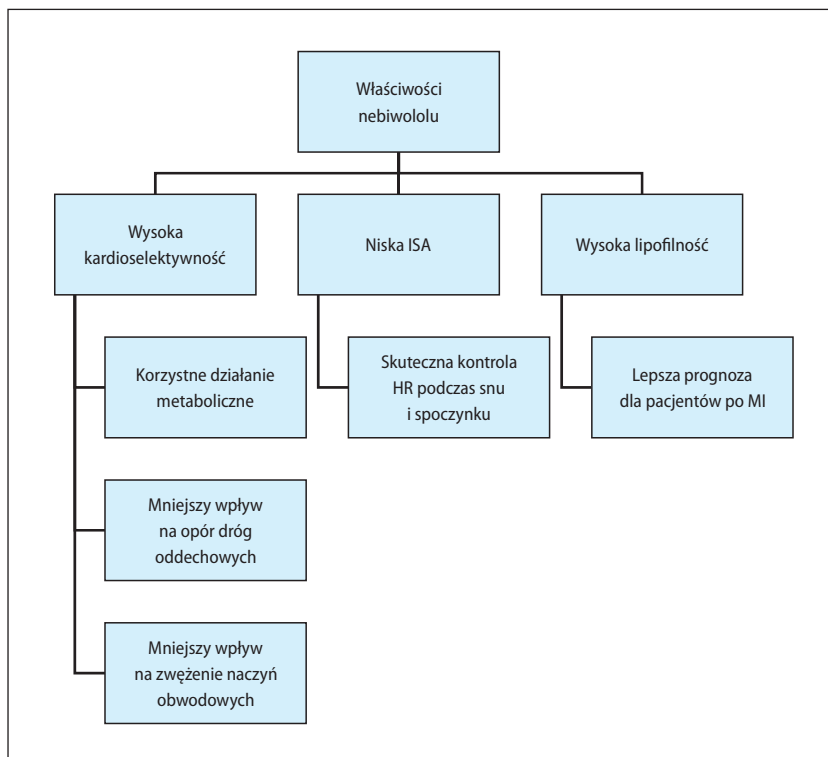 Właściwości
nebiwololu
Wysoka
kardioselektywność
Niska ISA
Wysoka lipofilność
Korzystne działanie
metaboliczne
Skuteczna kontrola
HR podczas snu
i spoczynku
Lepsza prognoza
dla pacjentów po MI
Mniejszy wpływ
na opór dróg
oddechowych
Mniejszy wpływ
na zwężenie naczyń
obwodowych